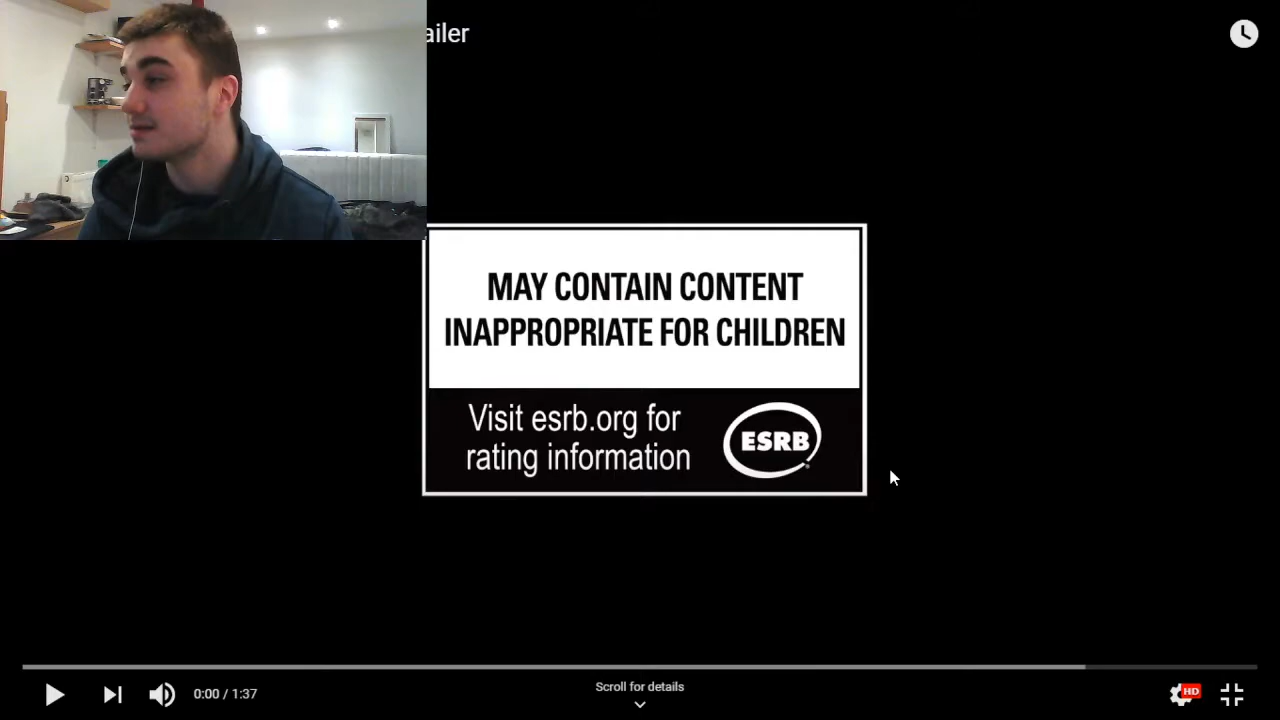 ailer
MAY CONTAIN CONTENT
INAPPROPRIATE FOR CHILDREN
Visit esrb.org for
rating information
ESRB
0:00 / 1:37
Scroll for details
HD